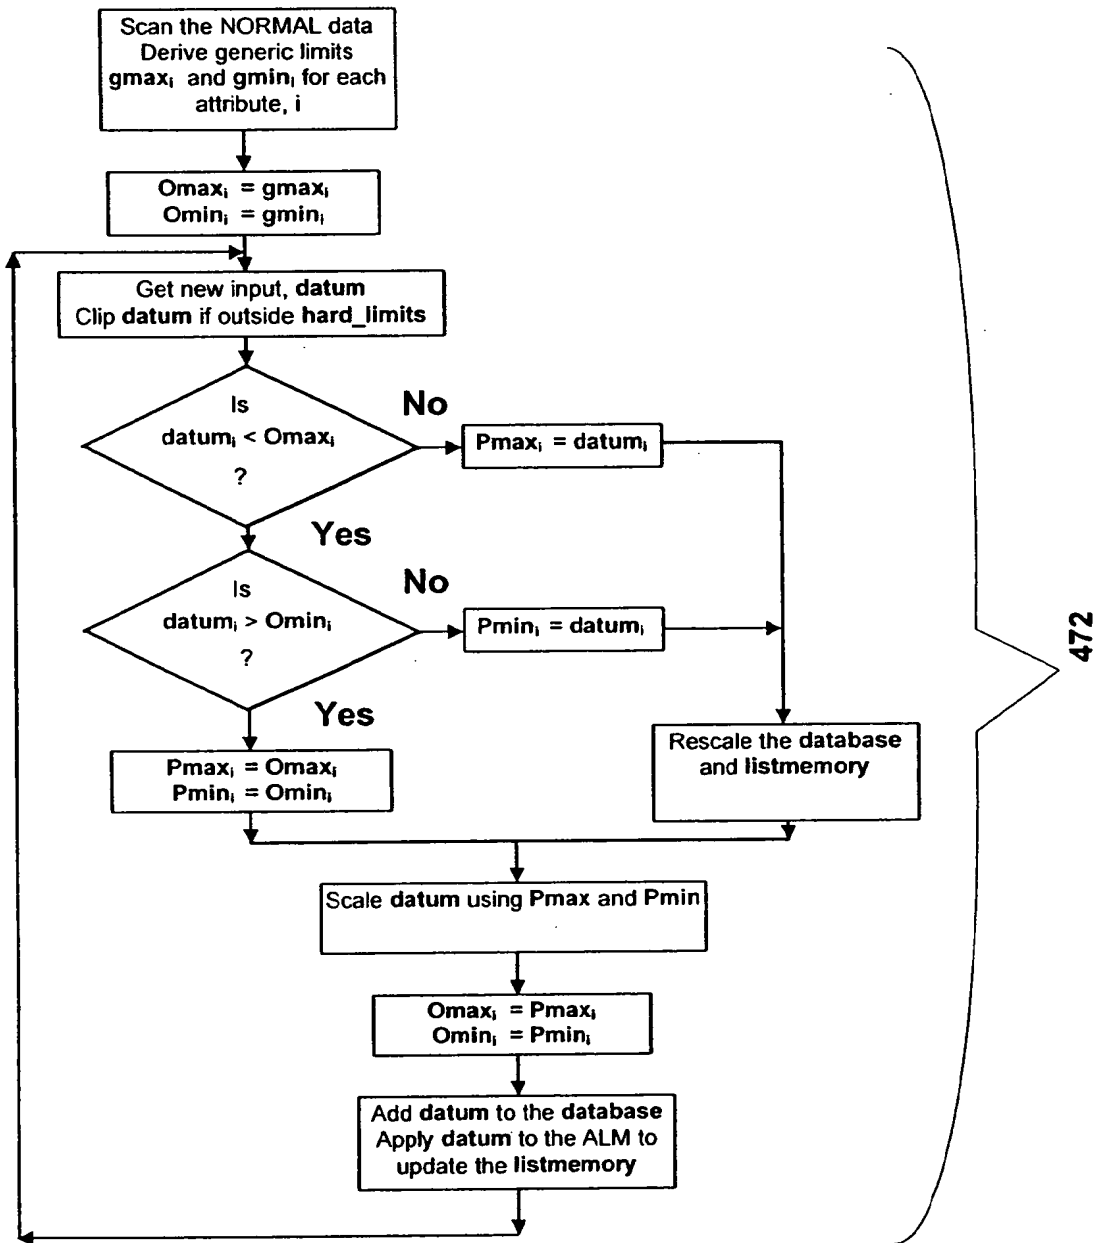 Scan the NORMAL data
Derive generic limits
gmaxᵢ and gminᵢ for each
attribute, i
Omaxᵢ = gmaxᵢ
Ominᵢ = gminᵢ
Get new input, datum
Clip datum if outside hard_limits
Is
datumᵢ < Omaxᵢ
?
No
Pmaxᵢ = datumᵢ
Yes
Is
datumᵢ > Ominᵢ
?
No
Pminᵢ = datumᵢ
Yes
Pmaxᵢ = Omaxᵢ
Pminᵢ = Ominᵢ
Rescale the database
and listmemory
Scale datum using Pmax and Pmin
Omaxᵢ = Pmaxᵢ
Ominᵢ = Pminᵢ
Add datum to the database
Apply datum to the ALM to
update the listmemory
472